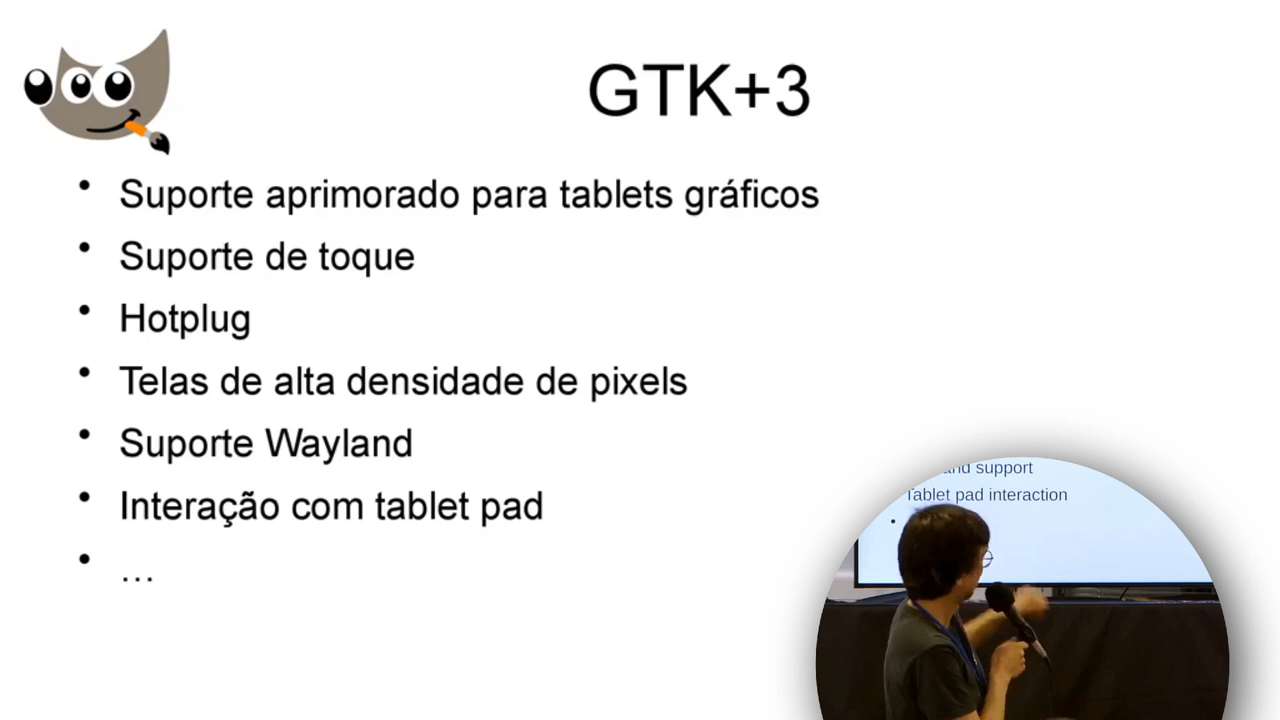 GTK+3
Suporte aprimorado para tablets gráficos
Suporte de toque
Hotplug
Telas de alta densidade de pixels
Suporte Wayland
Interação com tablet pad
…
support
Tablet pad interaction